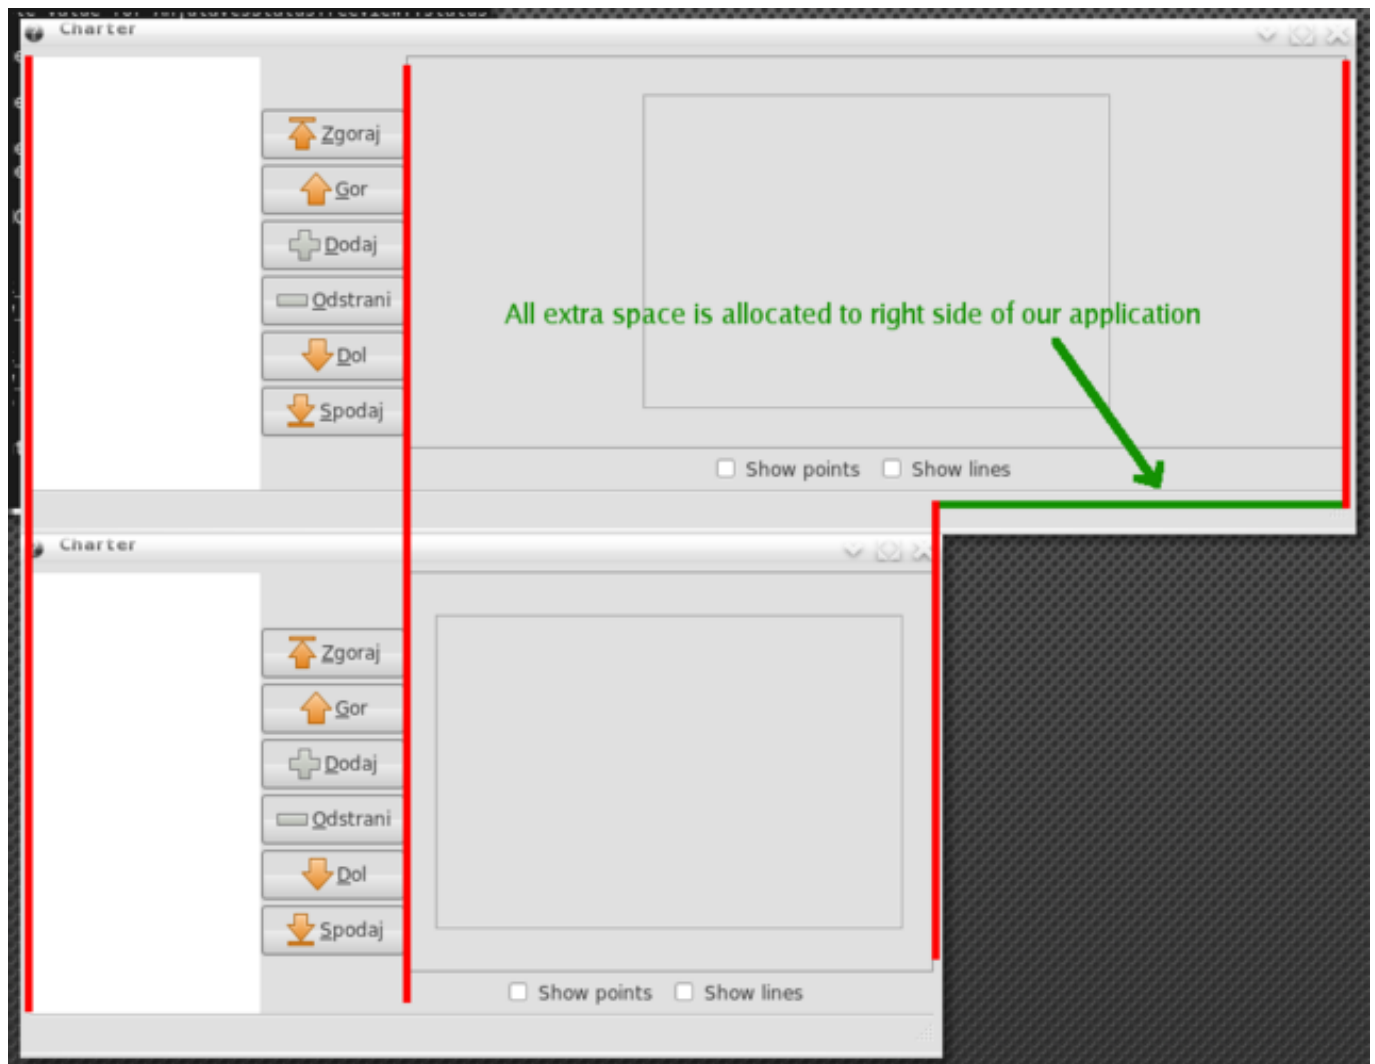 Charter
Zgoraj
Gor
Dodaj
Odstrani
Dol
Spodaj
All extra space is allocated to right side of our application
Show points Show lines
Charter
Zgoraj
Gor
Dodaj
Odstrani
Dol
Spodaj
Show points Show lines